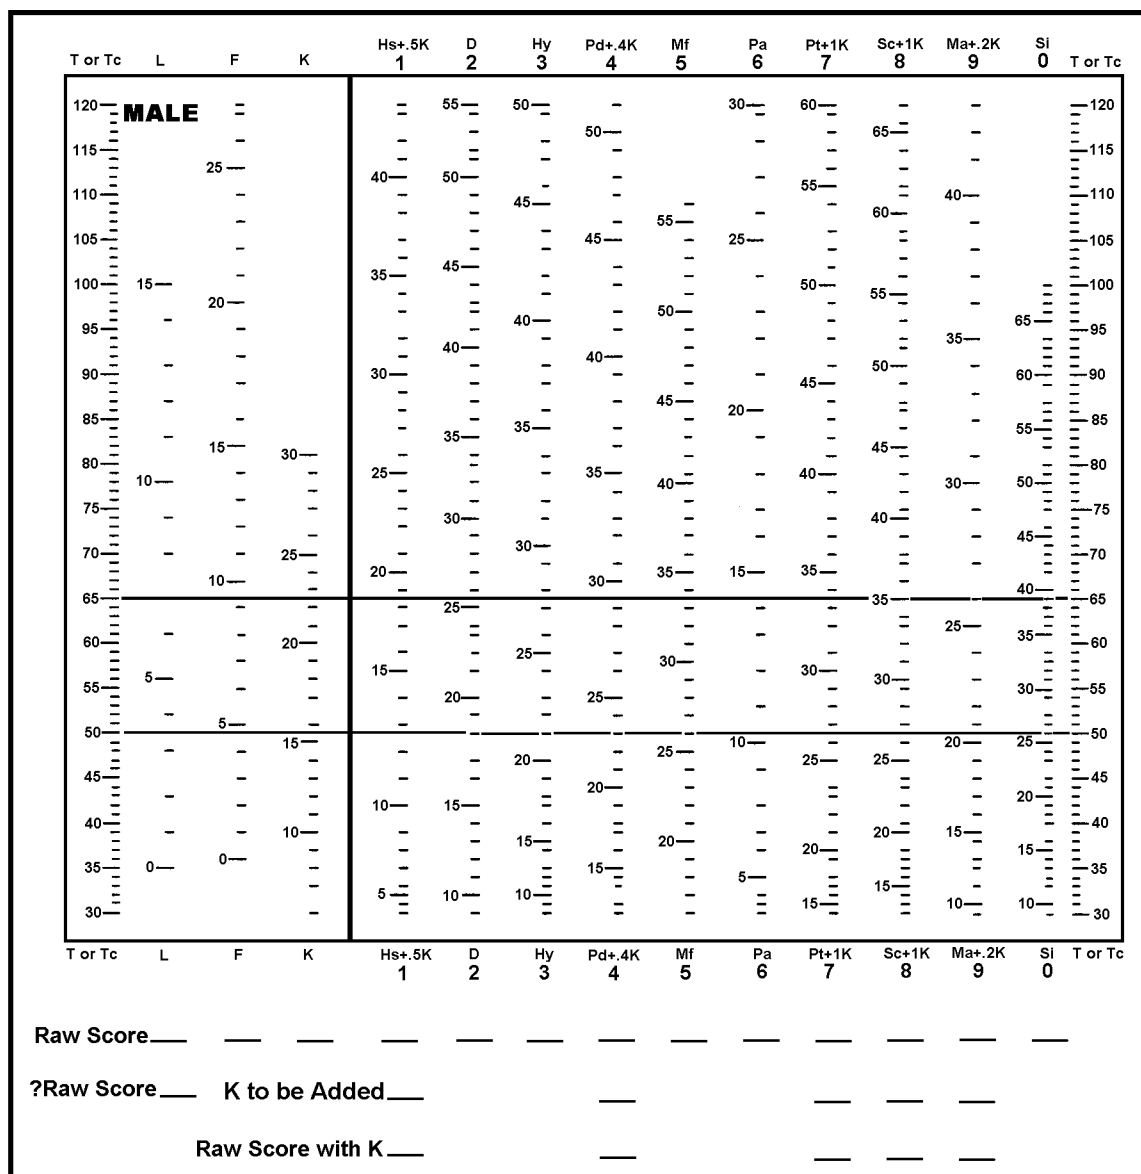 Hs+.5K D Hy Pd+.4K Mf Pa Pt+1K Sc+1K Ma+.2K Si
T or Tc L F K 1 2 3 4 5 6 7 8 9 0 T or Tc
120 MALE 55 50 30 60 120
50 65
115 115
25
40 50
55
110 40 110
45
60
55
105 45 25 105
45
35
100 15 50 100
55
20
50
40 65
95 95
35
40
40
50
90 30 60 90
45
45
20
85 85
35 55
35
15 45
30
80 80
25 35 40
10 40 30 50
75 75
30 40
45
30
70 25 70
20 35 15 35
10 30
40
65 35 65
25
25
35
60 20 60
25
30
15 30
5 30
55 30 55
20 25
5
50 50
15 10 20 25
25
20 25 25
45 45
20
20
10 15
40 40
10 20 15
15 20
20 15
0
35 0 15 35
5
15
5 10 10
15 10 10
30 30
T or Tc L F K Hs+.5K D Hy Pd+.4K Mf Pa Pt+1K Sc+1K Ma+.2K Si T or Tc
1 2 3 4 5 6 7 8 9 0
Raw Score
?Raw Score K to be Added
Raw Score with K